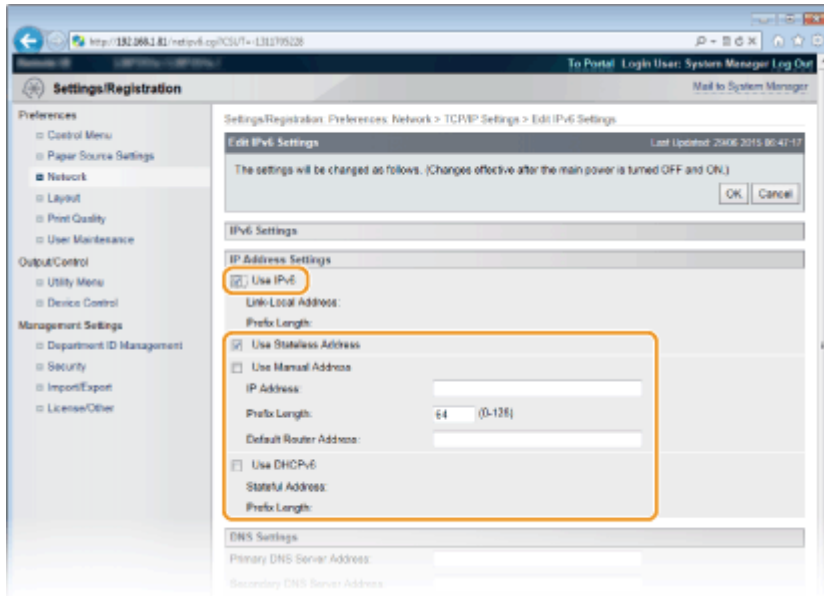 http://192.168.1.81/netipv6.cgi?CSUT=-1311795228
To Portal Login User: System Manager Log Out
Settings/Registration
Mail to System Manager
Preferences
Control Menu
Paper Source Settings
Network
Layout
Print Quality
User Maintenance
Output/Control
Utility Menu
Device Control
Management Settings
Department ID Management
Security
Import/Export
License/Other
Settings/Registration: Preferences: Network > TCP/IP Settings > Edit IPv6 Settings
Edit IPv6 Settings
Last Updated: 29/06 2015 06:47:17
The settings will be changed as follows. (Changes effective after the main power is turned OFF and ON.)
OK Cancel
IPv6 Settings
IP Address Settings
Use IPv6
Link-Local Address:
Prefix Length:
Use Stateless Address
Use Manual Address
IP Address:
Prefix Length: 64 (0-128)
Default Router Address:
Use DHCPv6
Stateful Address:
Prefix Length:
DNS Settings
Primary DNS Server Address:
Secondary DNS Server Address: